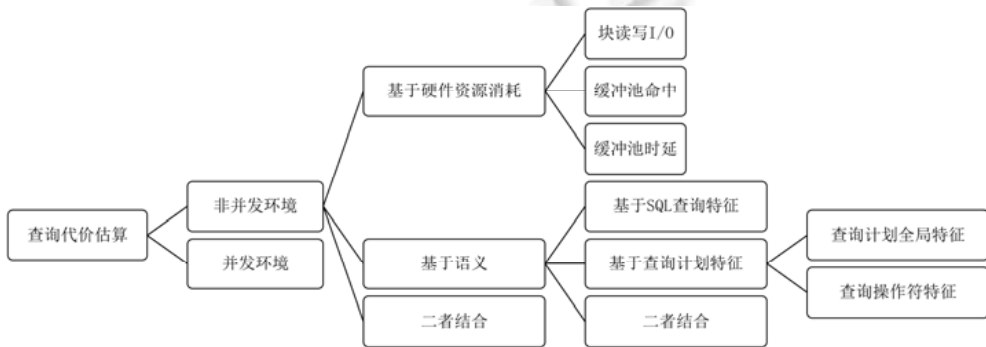 查询代价估算
非并发环境
并发环境
基于硬件资源消耗
块读写I/O
缓冲池命中
缓冲池时延
基于语义
基于SQL查询特征
基于查询计划特征
查询计划全局特征
查询操作符特征
二者结合
二者结合